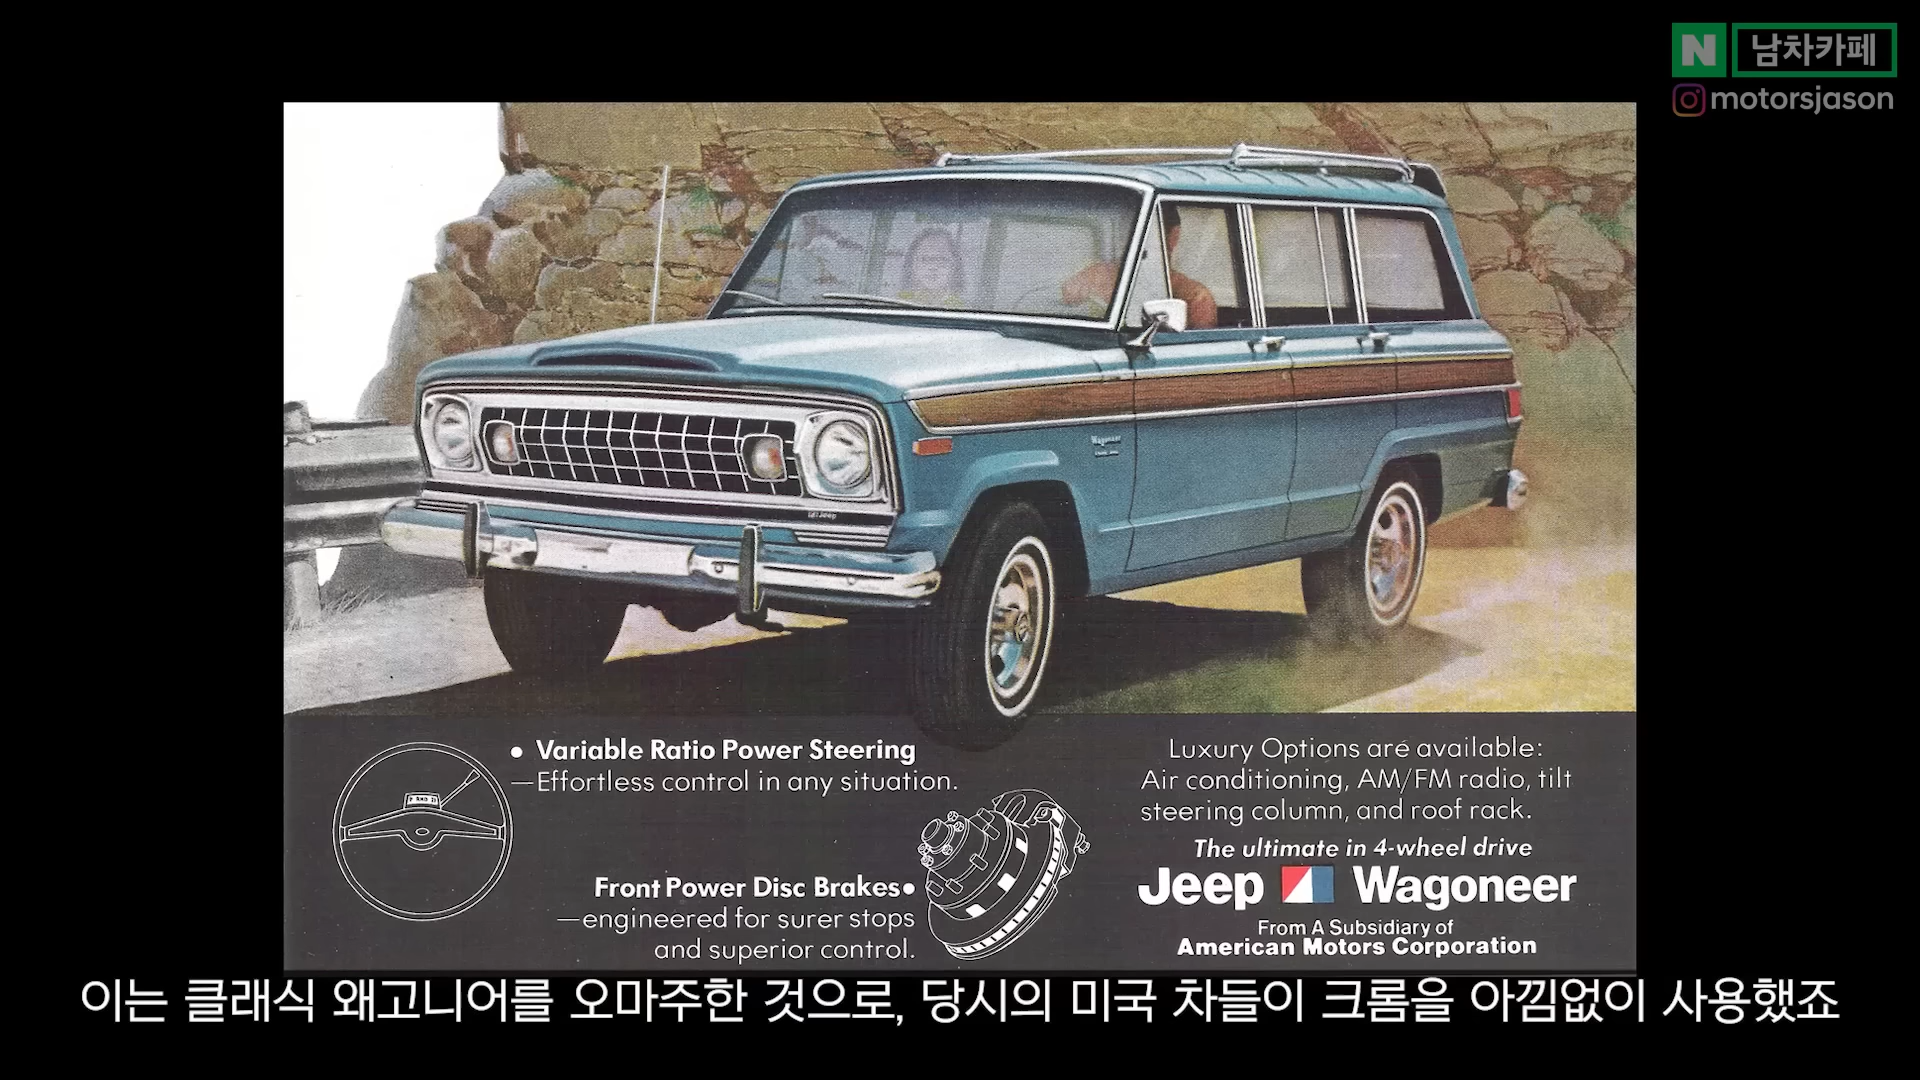 N 남차카페
motorsjason
Wagoneer
Jeep
P RND 21
• Variable Ratio Power Steering
—Effortless control in any situation.
Front Power Disc Brakes•
—engineered for surer stops
and superior control.
Luxury Options are available:
Air conditioning, AM/FM radio, tilt
steering column, and roof rack.
The ultimate in 4-wheel drive
Jeep Wagoneer
From A Subsidiary of
American Motors Corporation
이는 클래식 왜고니어를 오마주한 것으로, 당시의 미국 차들이 크롬을 아낌없이 사용했죠